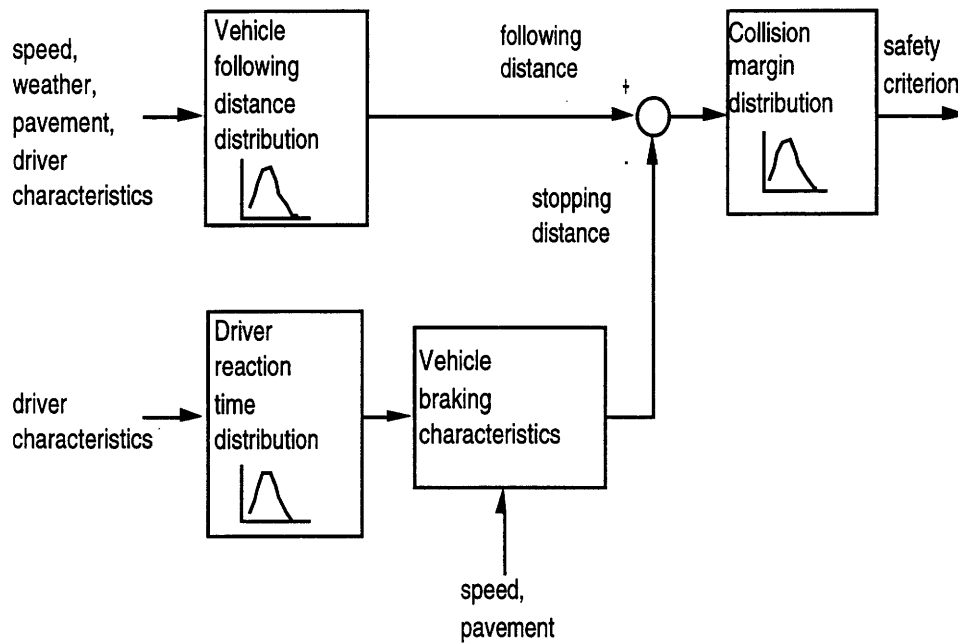 speed,
weather,
pavement,
driver
characteristics
Vehicle
following
distance
distribution
following
distance
+
-
stopping
distance
Collision
margin
distribution
safety
criterion
driver
characteristics
Driver
reaction
time
distribution
Vehicle
braking
characteristics
speed,
pavement